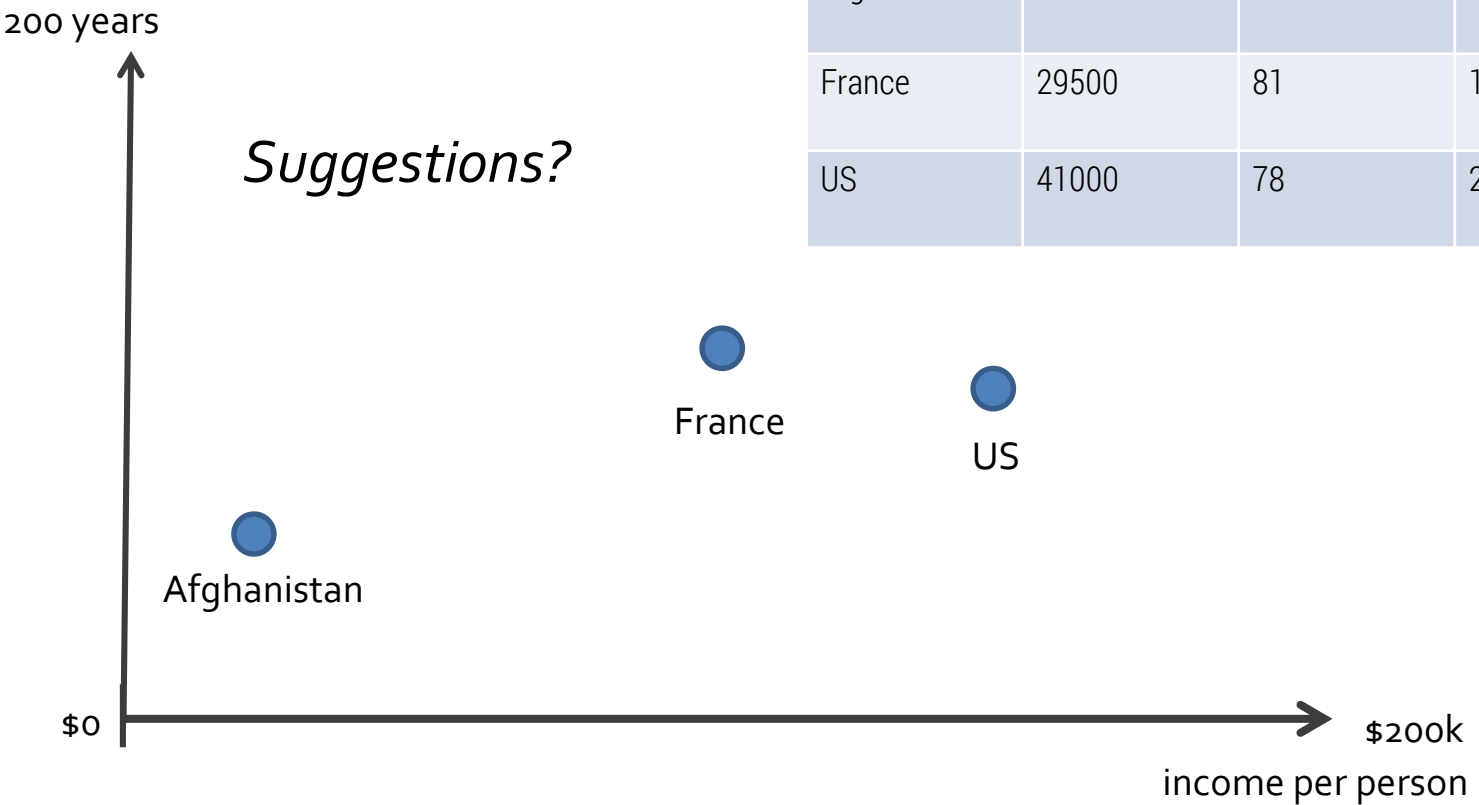 200 years
Suggestions?
France 29500 81
US 41000 78
France
US
Afghanistan
$0
$200k
income per person